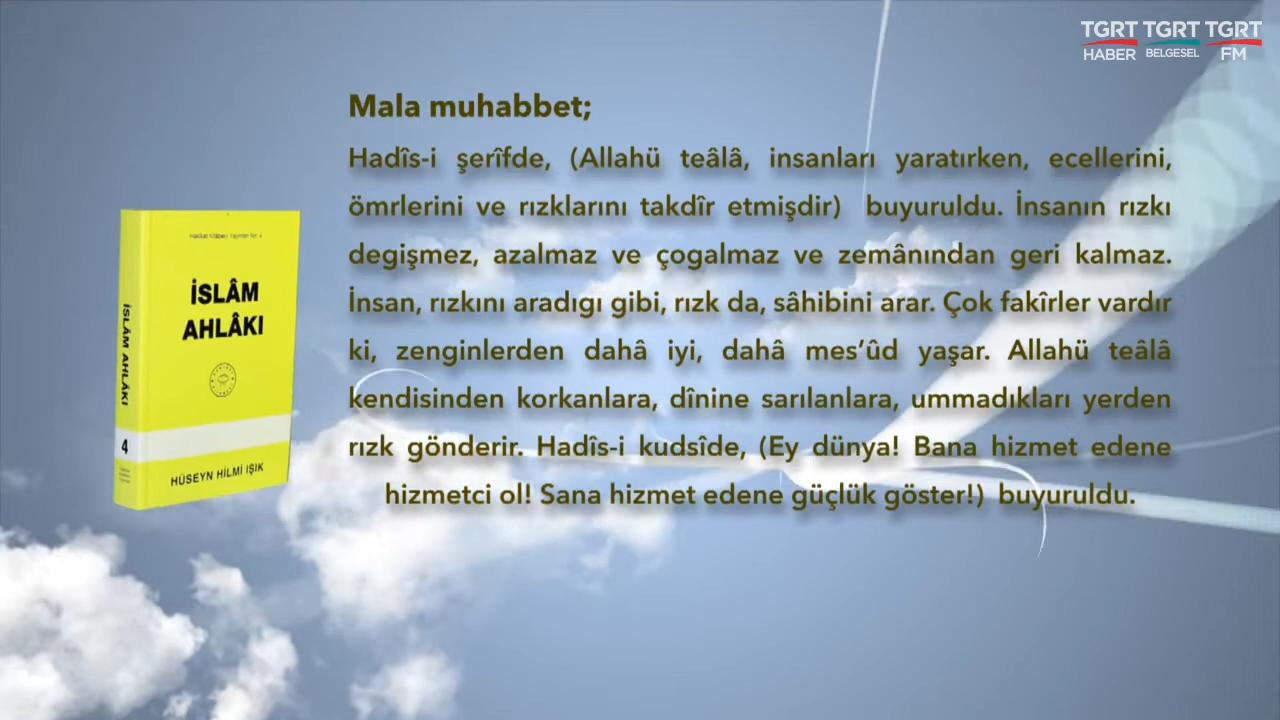 TGRT TGRT TGRT
HABER BELGESEL FM
Mala muhabbet;
Hadîs-i şerîfde, (Allahü teâlâ, insanları yaratırken, ecellerini,
ömrlerini ve rızklarını takdîr etmişdir) buyuruldu. İnsanın rızkı
degişmez, azalmaz ve çogalmaz ve zemânından geri kalmaz.
İnsan, rızkını aradıgı gibi, rızk da, sâhibini arar. Çok fakîrler vardır
ki, zenginlerden dahâ iyi, dahâ mes’ûd yaşar. Allahü teâlâ
kendisinden korkanlara, dînine sarılanlara, ummadıkları yerden
rızk gönderir. Hadîs-i kudsîde, (Ey dünya! Bana hizmet edene
hizmetci ol! Sana hizmet edene güçlük göster!) buyuruldu.
İSLÂM
AHLÂKI
HÜSEYN HİLMİ IŞIK
İSLÂM AHLÂKI
4